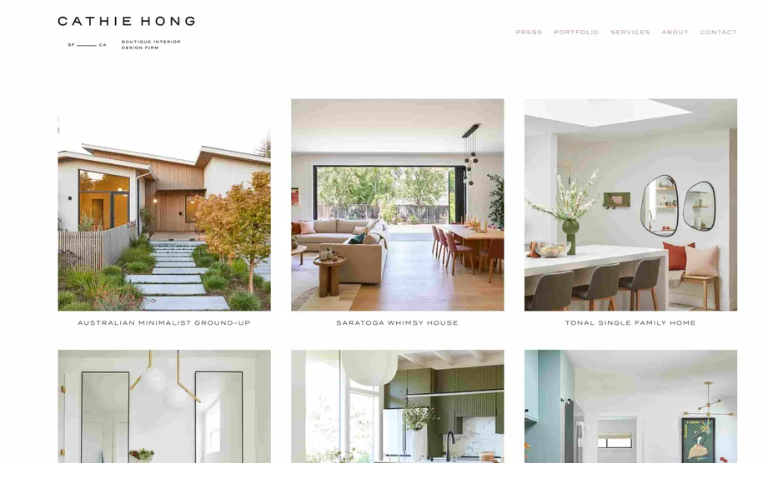 CATHIE HONG
SF CA
BOUTIQUE INTERIOR
DESIGN FIRM
PRESS PORTFOLIO SERVICES ABOUT CONTACT
AUSTRALIAN MINIMALIST GROUND-UP
SARATOGA WHIMSY HOUSE
TONAL SINGLE FAMILY HOME